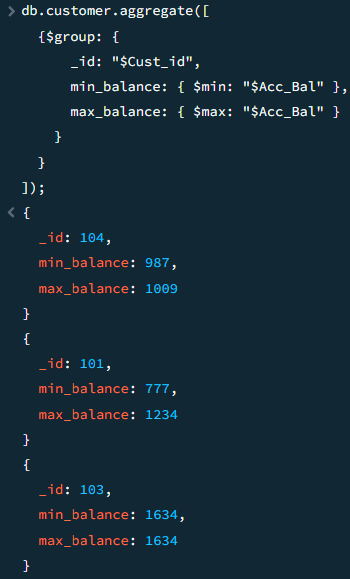 > db.customer.aggregate([
{$group: {
_id: "$Cust_id",
min_balance: { $min: "$Acc_Bal" },
max_balance: { $max: "$Acc_Bal" }
}
}
]);
< {
_id: 104,
min_balance: 987,
max_balance: 1009
}
{
_id: 101,
min_balance: 777,
max_balance: 1234
}
{
_id: 103,
min_balance: 1634,
max_balance: 1634
}